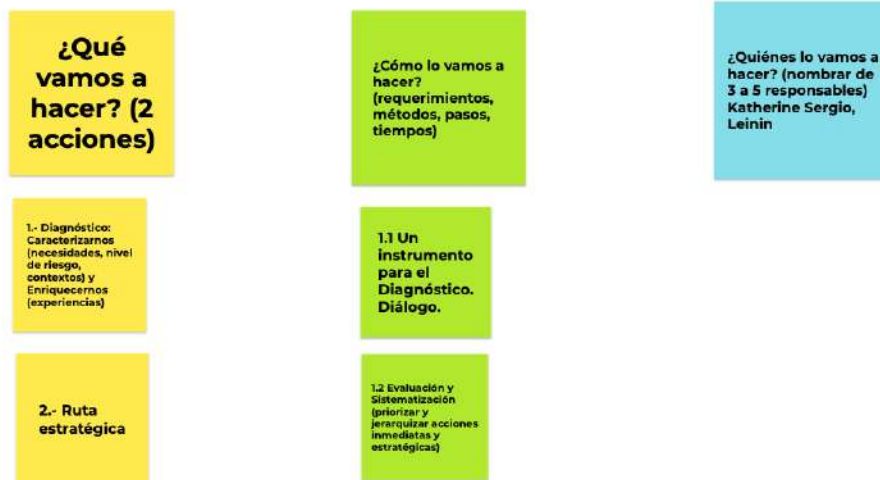 ¿Qué
vamos a
hacer? (2
acciones)
¿Cómo lo vamos a
hacer?
(requerimientos,
métodos, pasos,
tiempos)
¿Quiénes lo vamos a
hacer? (nombrar de
3 a 5 responsables)
Katherine Sergio,
Leinin
1.- Diagnóstico:
Caracterizarnos
(necesidades, nivel
de riesgo,
contextos) y
Enriquecernos
(experiencias)
1.1 Un
instrumento
para el
Diagnóstico.
Diálogo.
2.- Ruta
estratégica
1.2 Evaluación y
Sistematización
(priorizar y
jerarquizar acciones
inmediatas y
estratégicas)